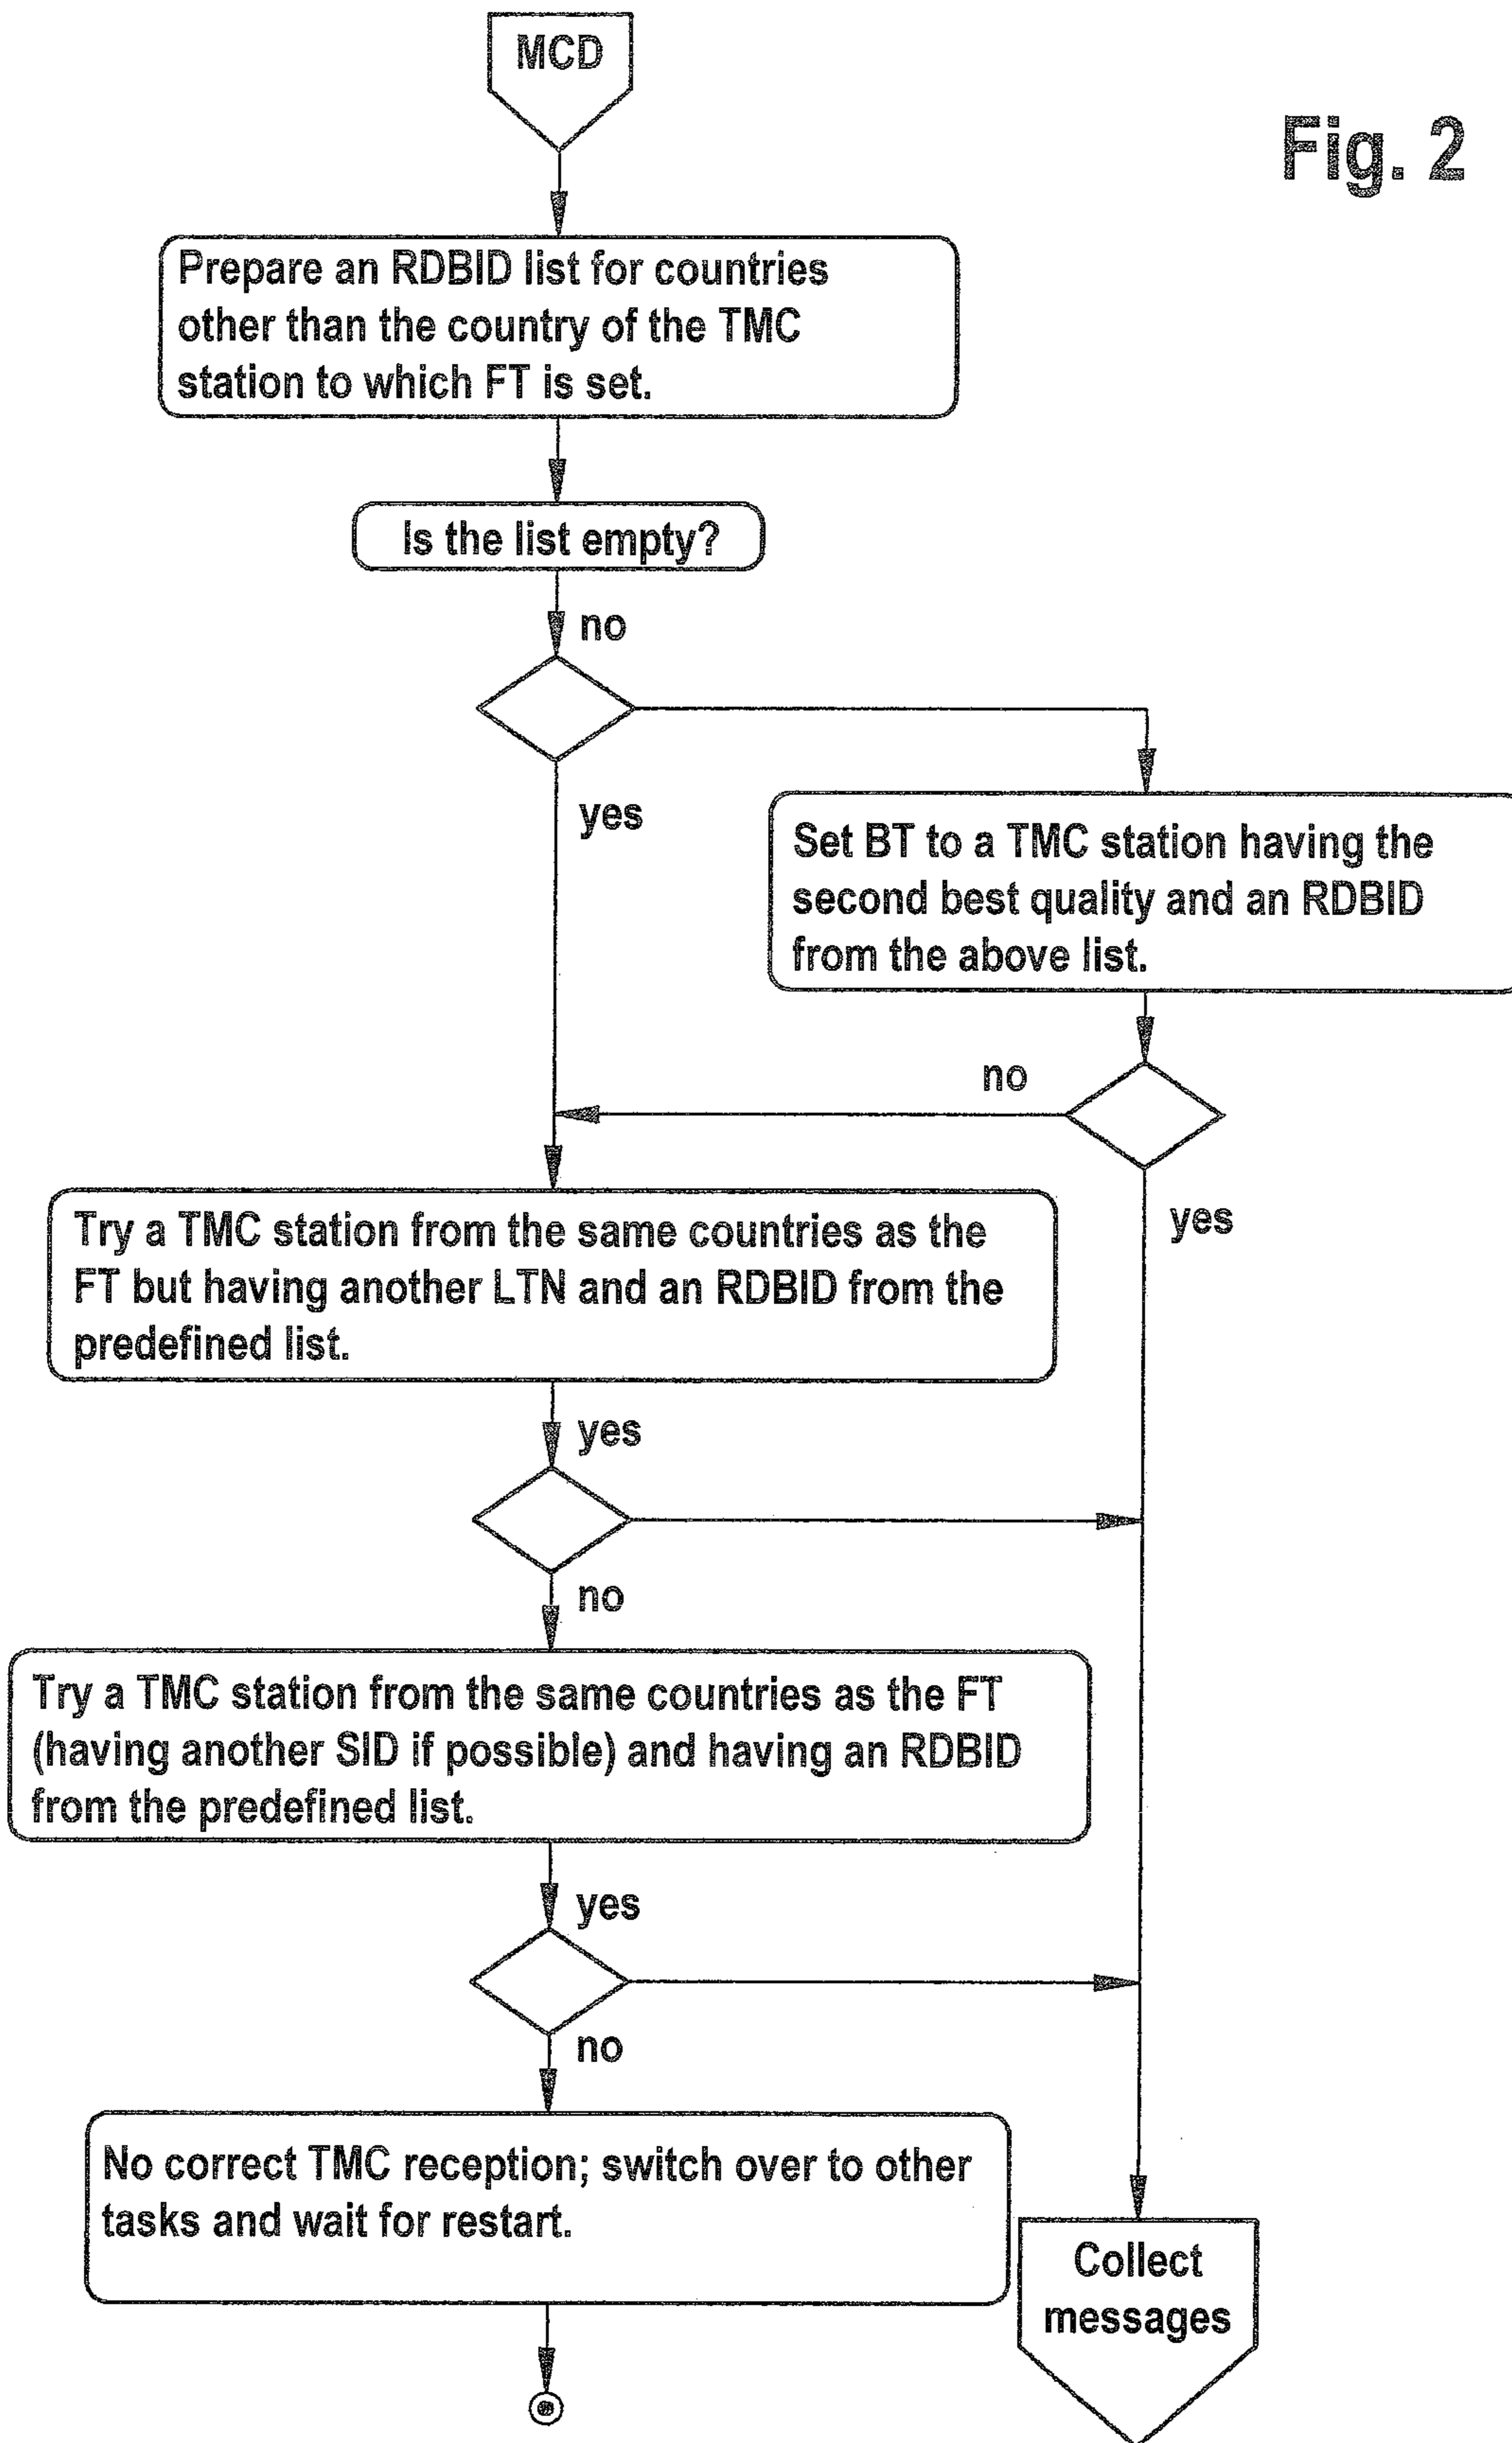 MCD
Fig. 2
Prepare an RDBID list for countries
other than the country of the TMC
station to which FT is set.
Is the list empty?
no
yes
Set BT to a TMC station having the
second best quality and an RDBID
from the above list.
no
yes
Try a TMC station from the same countries as the
FT but having another LTN and an RDBID from the
predefined list.
yes
no
Try a TMC station from the same countries as the FT
(having another SID if possible) and having an RDBID
from the predefined list.
yes
no
No correct TMC reception; switch over to other
tasks and wait for restart.
Collect
messages